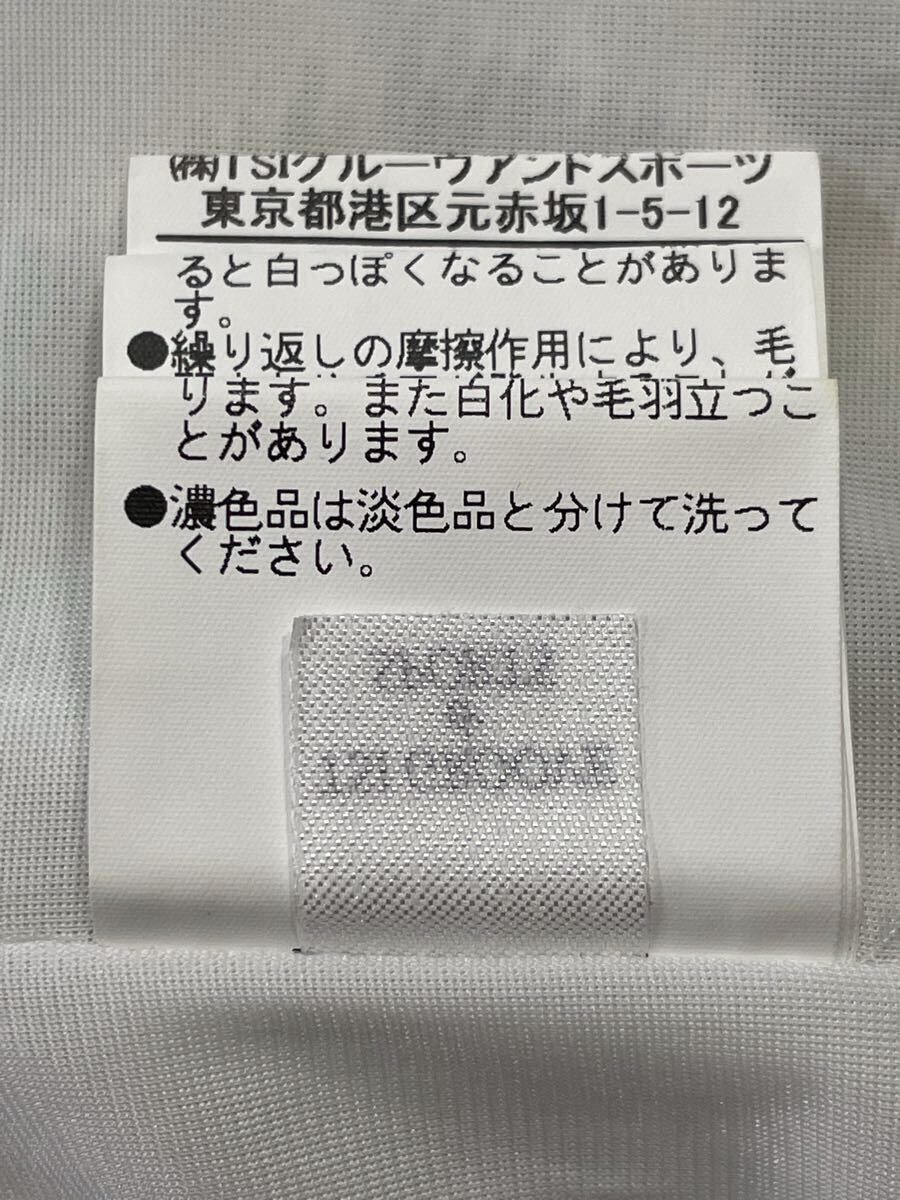 ㈱TSIグルーヴアンドスポーツ
東京都港区元赤坂1-5-12
ると白っぽくなることがありま
す。
●繰り返しの摩擦作用により、毛
ります。また白化や毛羽立つこ
とがあります。
●濃色品は淡色品と分けて洗って
ください。